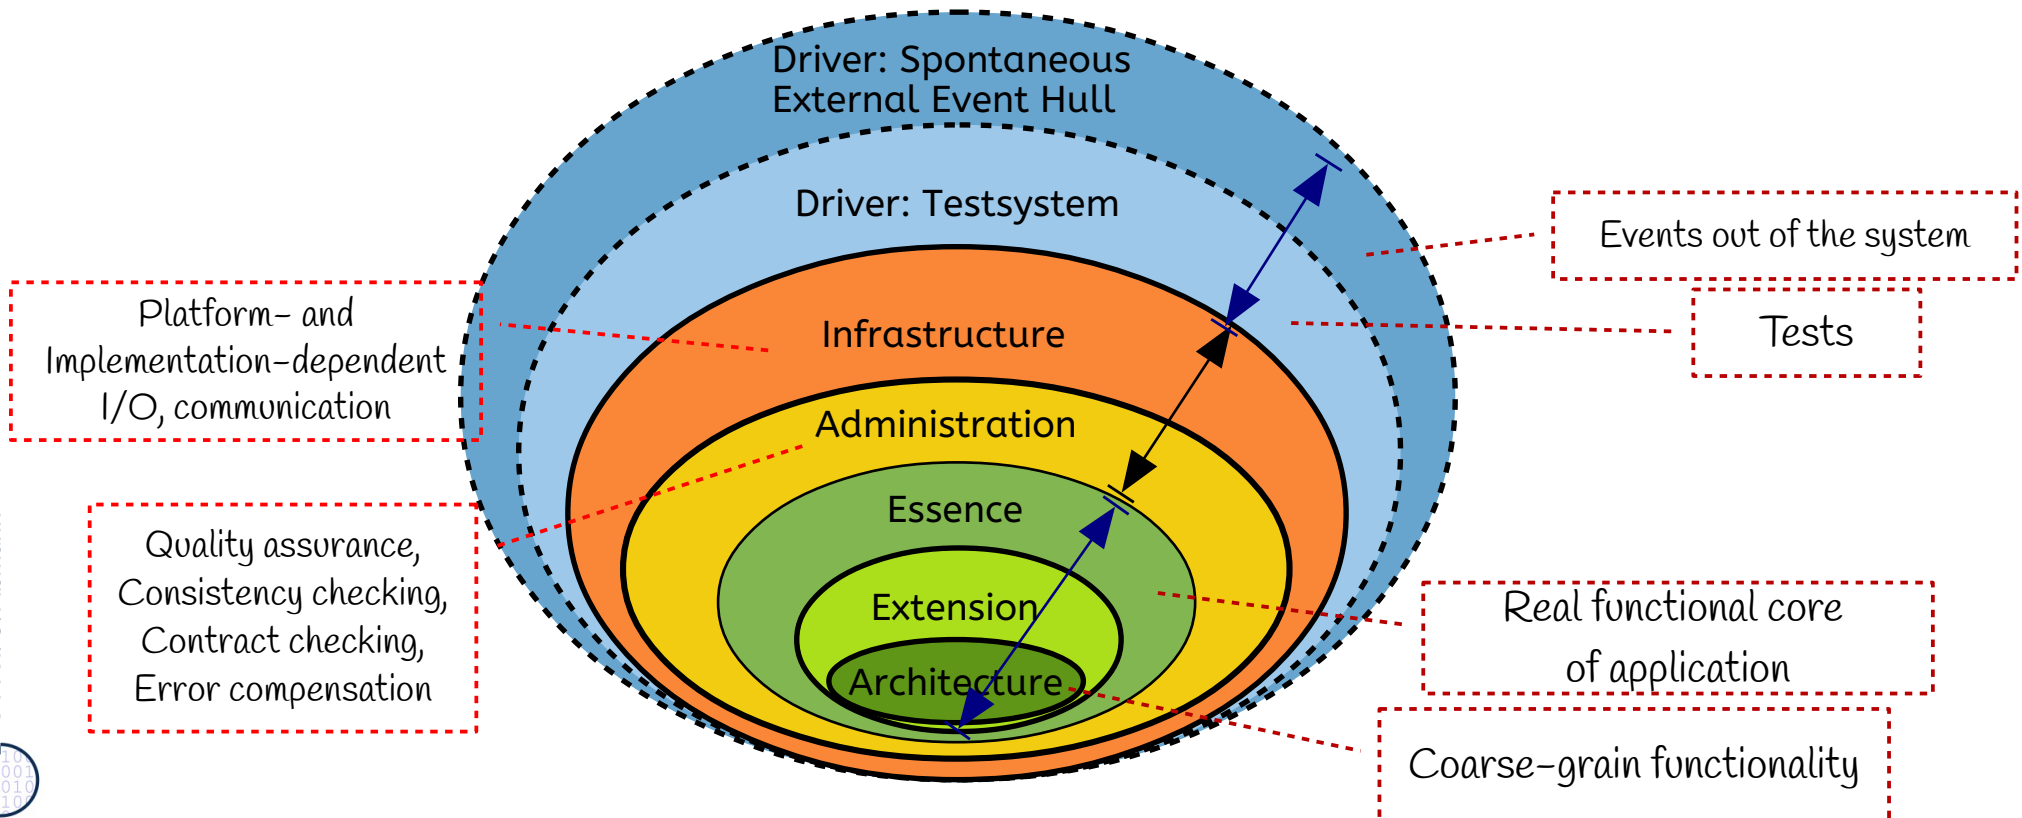 Driver: Spontaneous
External Event Hull
Driver: Testsystem
Events out of the system
Tests
Platform- and
Implementation-dependent
I/O, communication
Infrastructure
Administration
Essence
Quality assurance,
Consistency checking,
Contract checking,
Error compensation
Extension
Real functional core
of application
Architecture
Coarse-grain functionality